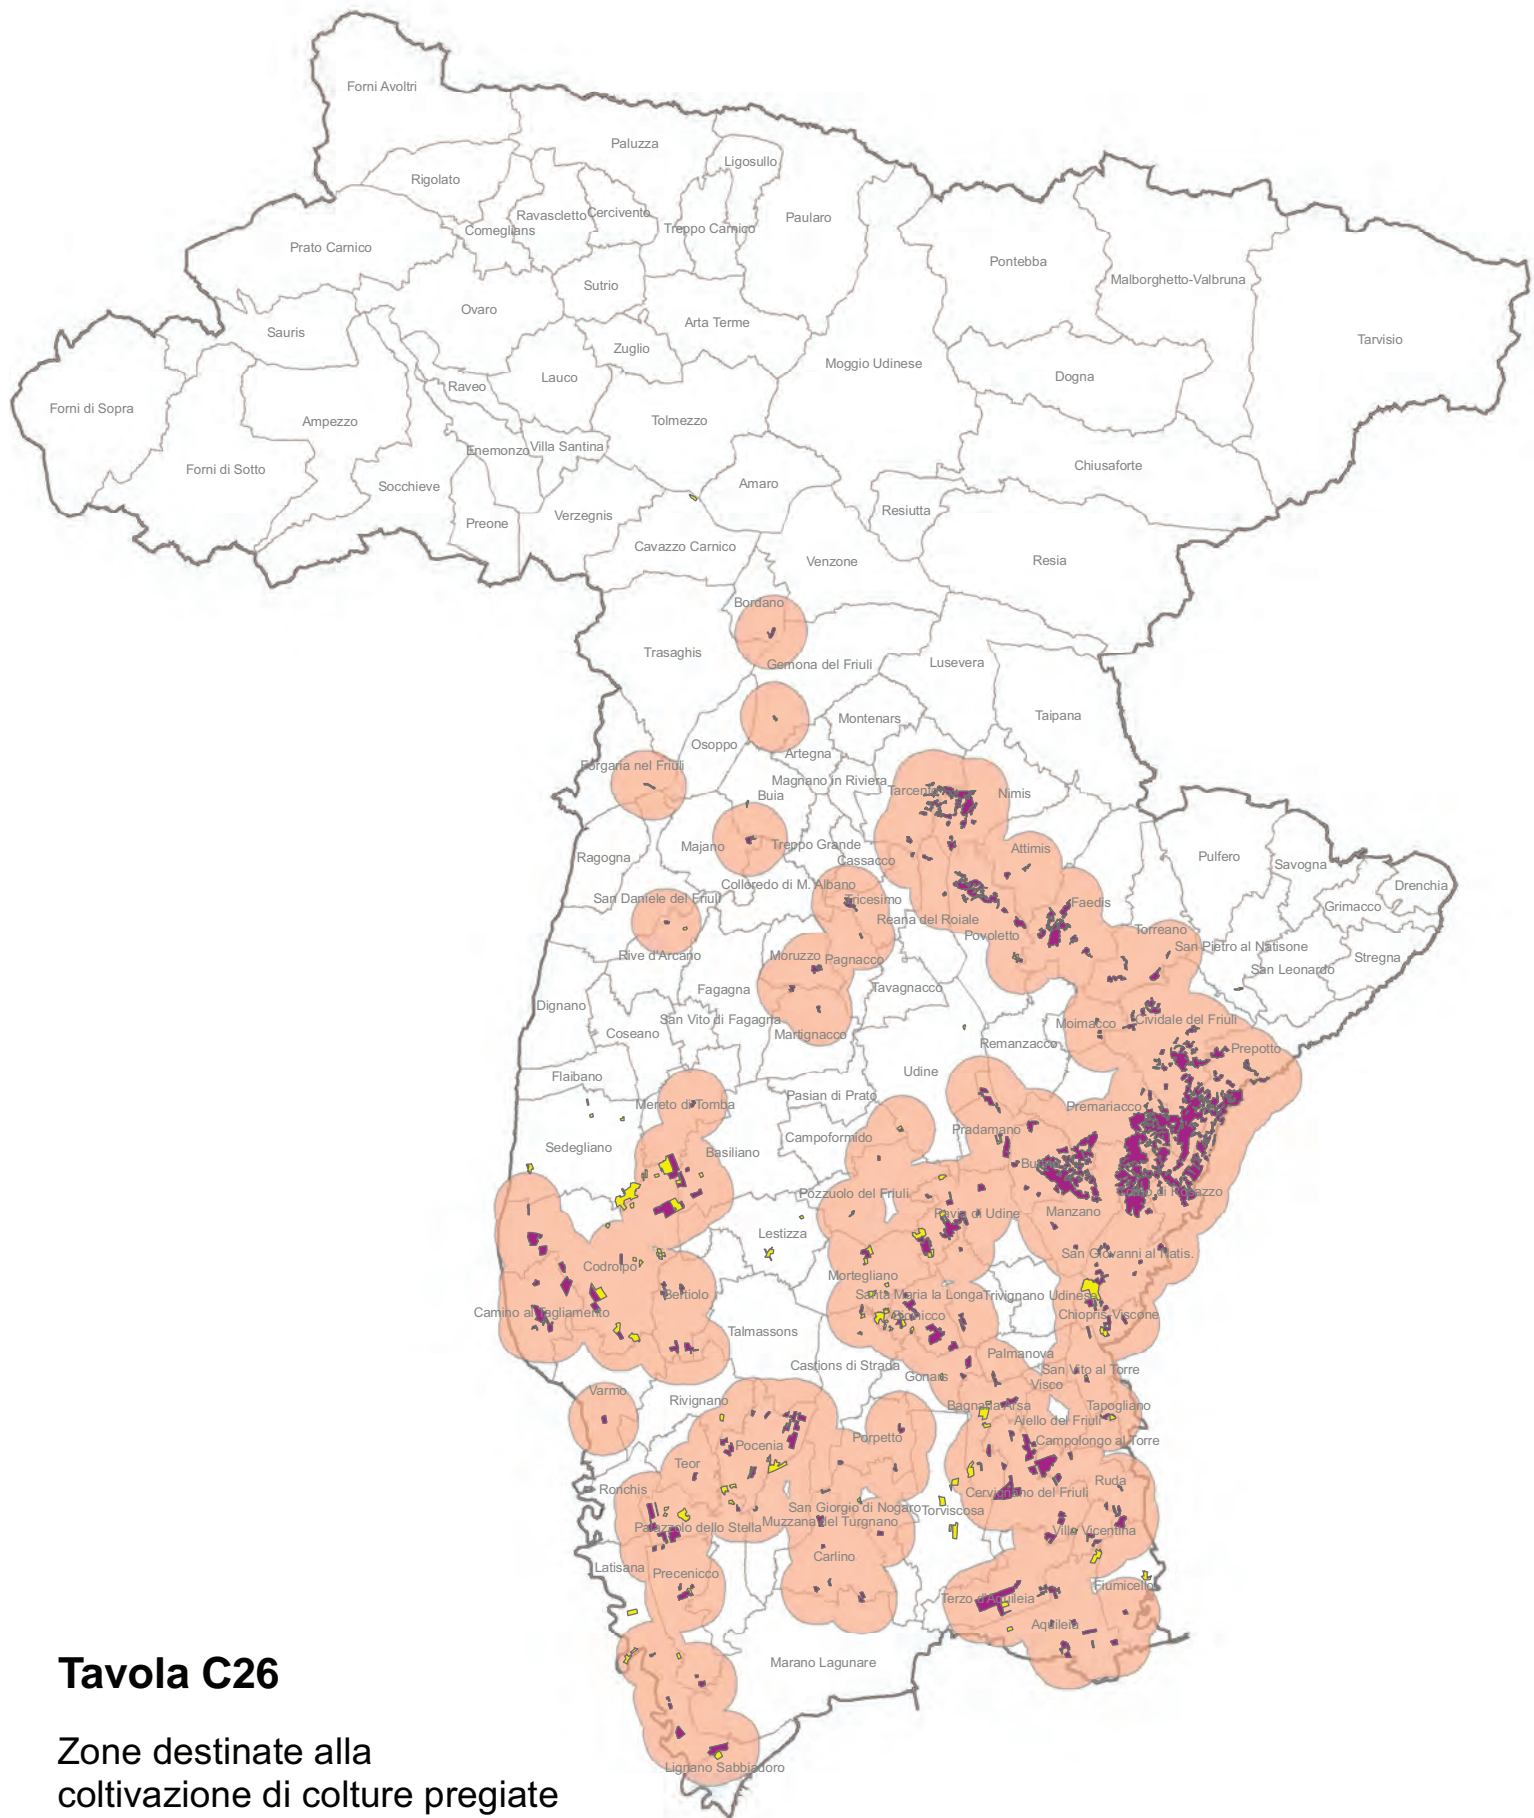 Forni Avoltri
Paluzza
Ligosullo
Rigolato
Ravascletto
Cercivento
Comeglians
Treppo Carnico
Paularo
Prato Carnico
Pontebba
Malborghetto-Valbruna
Sutrio
Ovaro
Arta Terme
Sauris
Tarvisio
Zuglio
Moggio Udinese
Lauco
Dogna
Raveo
Forni di Sopra
Ampezzo
Tolmezzo
Enemonzo
Villa Santina
Forni di Sotto
Chiusaforte
Socchieve
Amaro
Resiutta
Verzegnis
Preone
Cavazzo Carnico
Venzone
Resia
Bordano
Trasaghis
Gemona del Friuli
Lusevera
Montenars
Taipana
Osoppo
Artegna
Forgaria nel Friuli
Magnano in Riviera
Buia
Tarcento
Nimis
Majano
Treppo Grande
Attimis
Ragogna
Cassacco
Pulfero
Savogna
Colloredo di M. Albano
Drenchia
San Daniele del Friuli
Tricesimo
Faedis
Grimacco
Reana del Roiale
Povoletto
Torreano
San Pietro al Natisone
Rive d'Arcano
Moruzzo
Pagnacco
Stregna
San Leonardo
Fagagna
Tavagnacco
Dignano
San Vito di Fagagna
Moimacco
Cividale del Friuli
Coseano
Martignacco
Remanzacco
Prepotto
Udine
Flaibano
Pasian di Prato
Mereto di Tomba
Premariacco
Pradamano
Campoformido
Sedegliano
Basiliano
Buttrio
Corno di Rosazzo
Pozzuolo del Friuli
Pavia di Udine
Manzano
Lestizza
San Giovanni al Natis.
Codroipo
Mortegliano
Bertiolo
Santa Maria la Longa
Trivignano Udinese
Camino al Tagliamento
Bicinicco
Chiopris Viscone
Talmassons
Palmanova
Castions di Strada
San Vito al Torre
Gonars
Visco
Varmo
Rivignano
Bagnaria Arsa
Tapogliano
Aiello del Friuli
Pocenia
Porpetto
Campolongo al Torre
Teor
Ruda
Ronchis
Cervignano del Friuli
San Giorgio di Nogaro
Torviscosa
Palazzolo dello Stella
Muzzana del Turgnano
Villa Vicentina
Carlino
Latisana
Precenicco
Fiumicello
Terzo d'Aquileia
Aquileia
Marano Lagunare
Lignano Sabbiadoro
Tavola C26
Zone destinate alla
coltivazione di colture pregiate